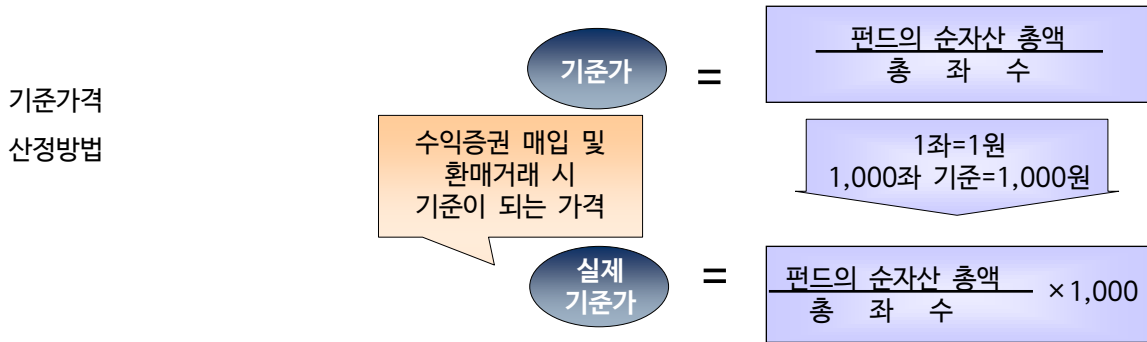 기준가격
산정방법
기준가
=
펀드의 순자산 총액
총 좌 수
수익증권 매입 및
환매거래 시
기준이 되는 가격
1좌=1원
1,000좌 기준=1,000원
실제
기준가
=
펀드의 순자산 총액
총 좌 수
×1,000